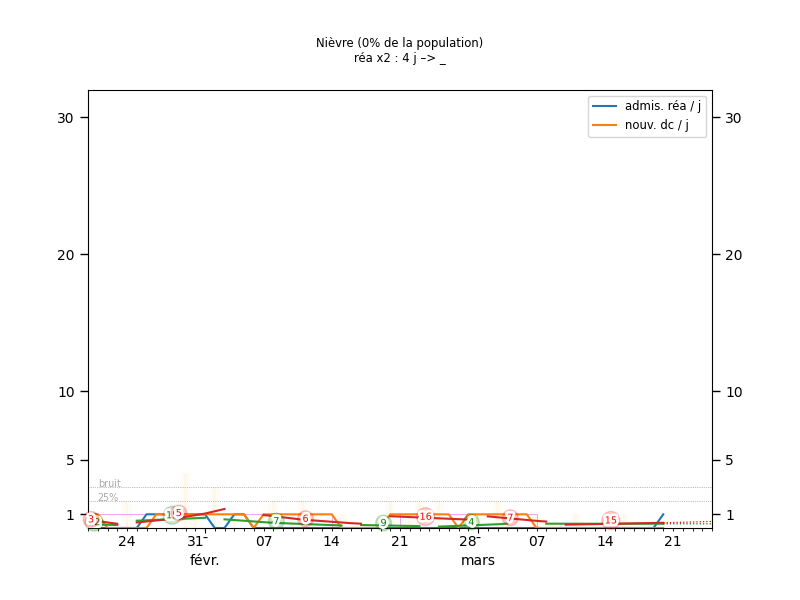 Nièvre (0% de la population)
réa x2 : 4 j –> _
admis. réa / j
nouv. dc / j
30 30
20 20
10 10
5 5
bruit
25%
1 1
3 5 7 6 9 16 4 7 15
24 31 07 14 21 28 07 14 21
févr. mars